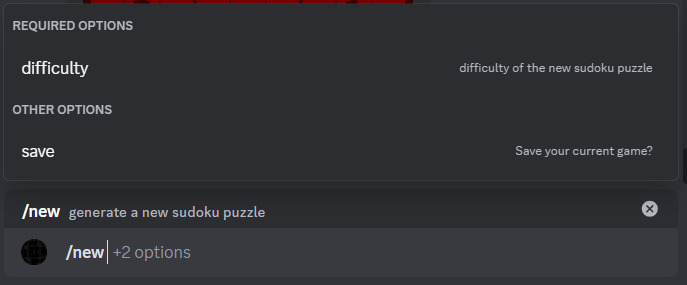 REQUIRED OPTIONS
difficulty difficulty of the new sudoku puzzle
OTHER OPTIONS
save Save your current game?
/new generate a new sudoku puzzle
/new +2 options